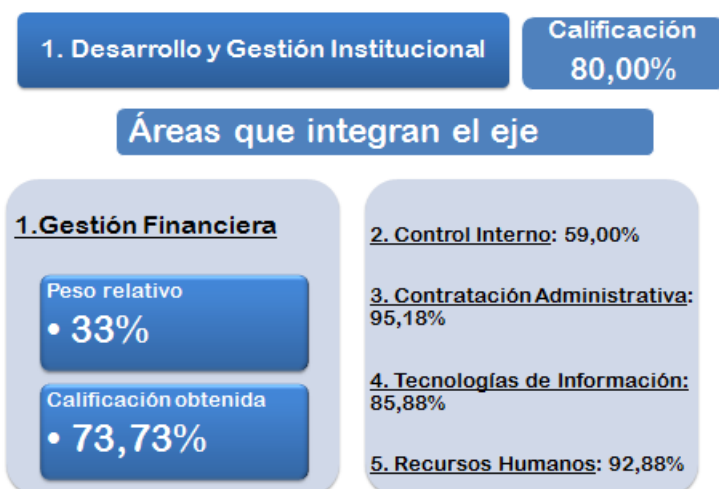 1. Desarrollo y Gestión Institucional
Calificación
80,00%
Áreas que integran el eje
1.Gestión Financiera
Peso relativo
• 33%
Calificación obtenida
• 73,73%
2. Control Interno: 59,00%
3. Contratación Administrativa:
95,18%
4. Tecnologías de Información:
85,88%
5. Recursos Humanos: 92,88%